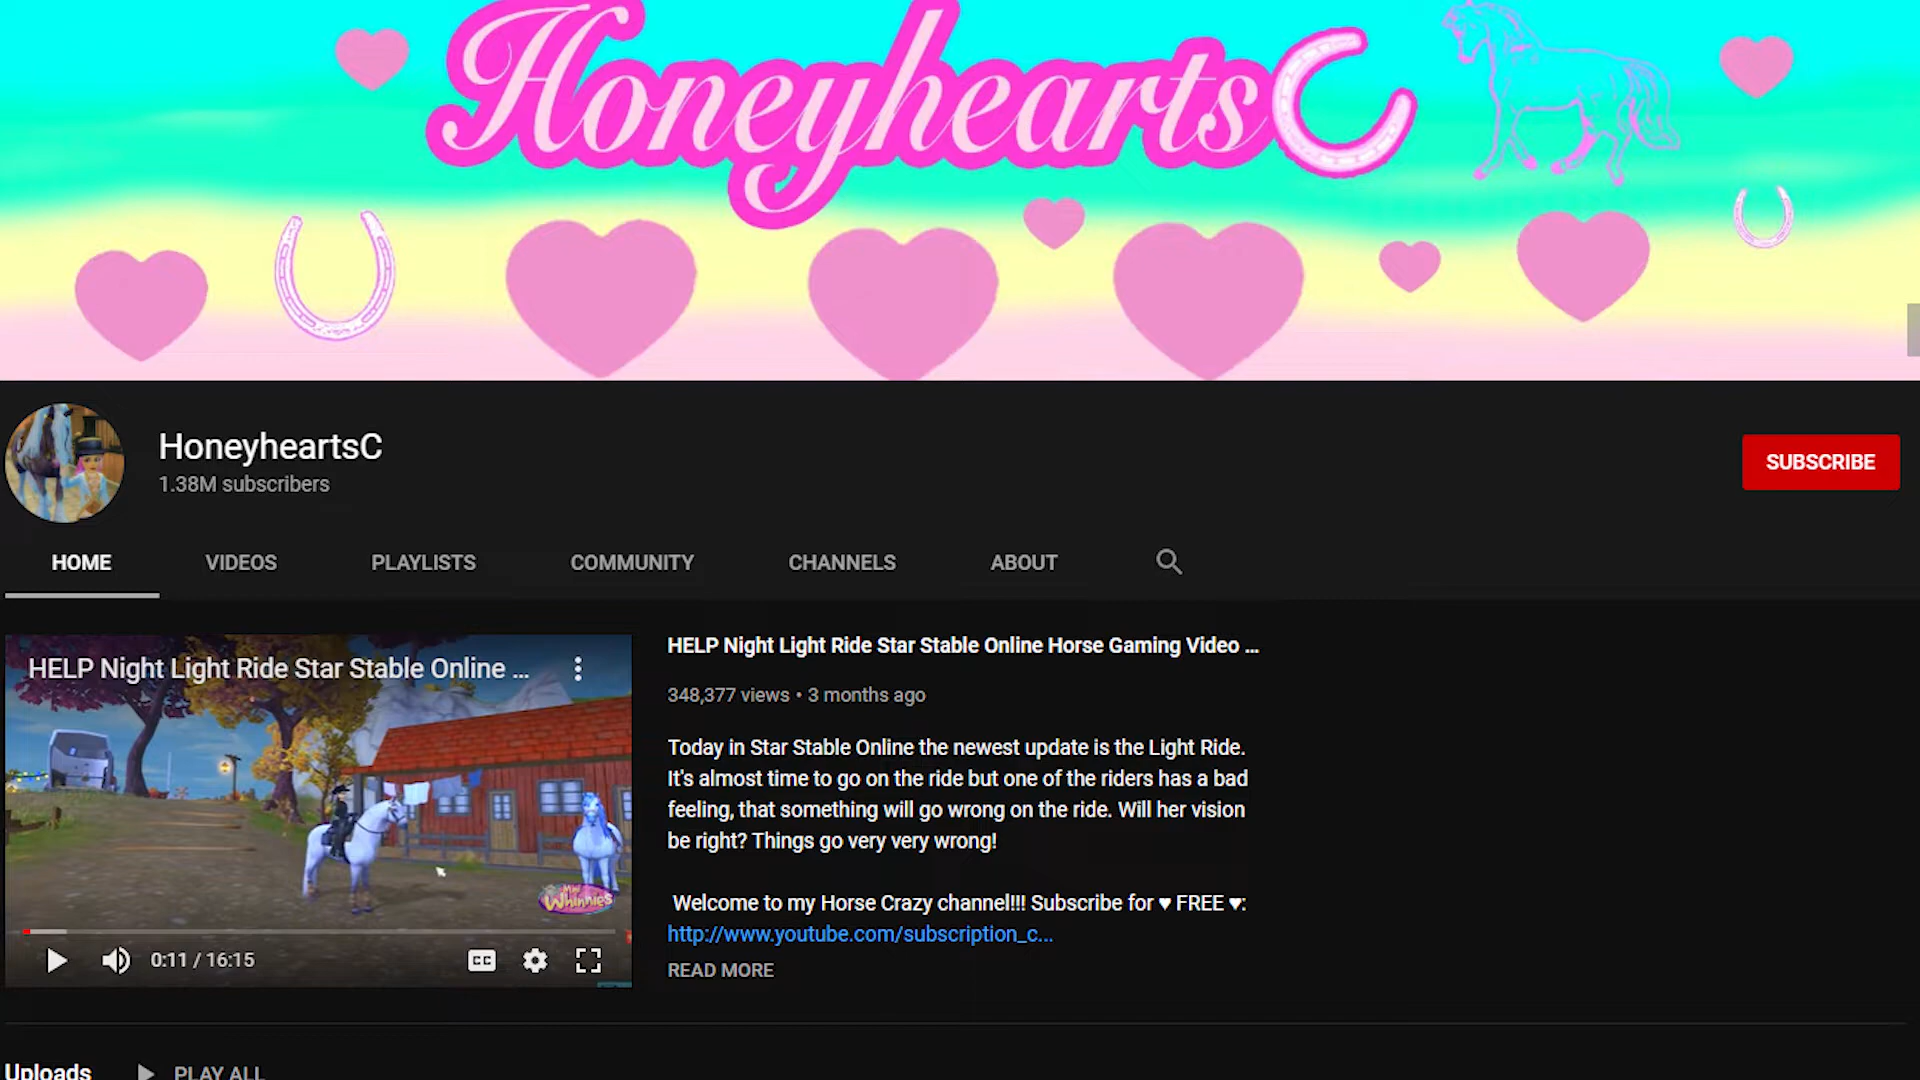 HoneyheartsC
HoneyheartsC
1.38M subscribers
SUBSCRIBE
HOME
VIDEOS
PLAYLISTS
COMMUNITY
CHANNELS
ABOUT
HELP Night Light Ride Star Stable Online ...
Mini
Whinnies
0:11 / 16:15
CC
HELP Night Light Ride Star Stable Online Horse Gaming Video ...
348,377 views • 3 months ago
Today in Star Stable Online the newest update is the Light Ride.
It's almost time to go on the ride but one of the riders has a bad
feeling, that something will go wrong on the ride. Will her vision
be right? Things go very very wrong!
Welcome to my Horse Crazy channel!!! Subscribe for ♥ FREE ♥:
http://www.youtube.com/subscription_c...
READ MORE
Uploads
PLAY ALL